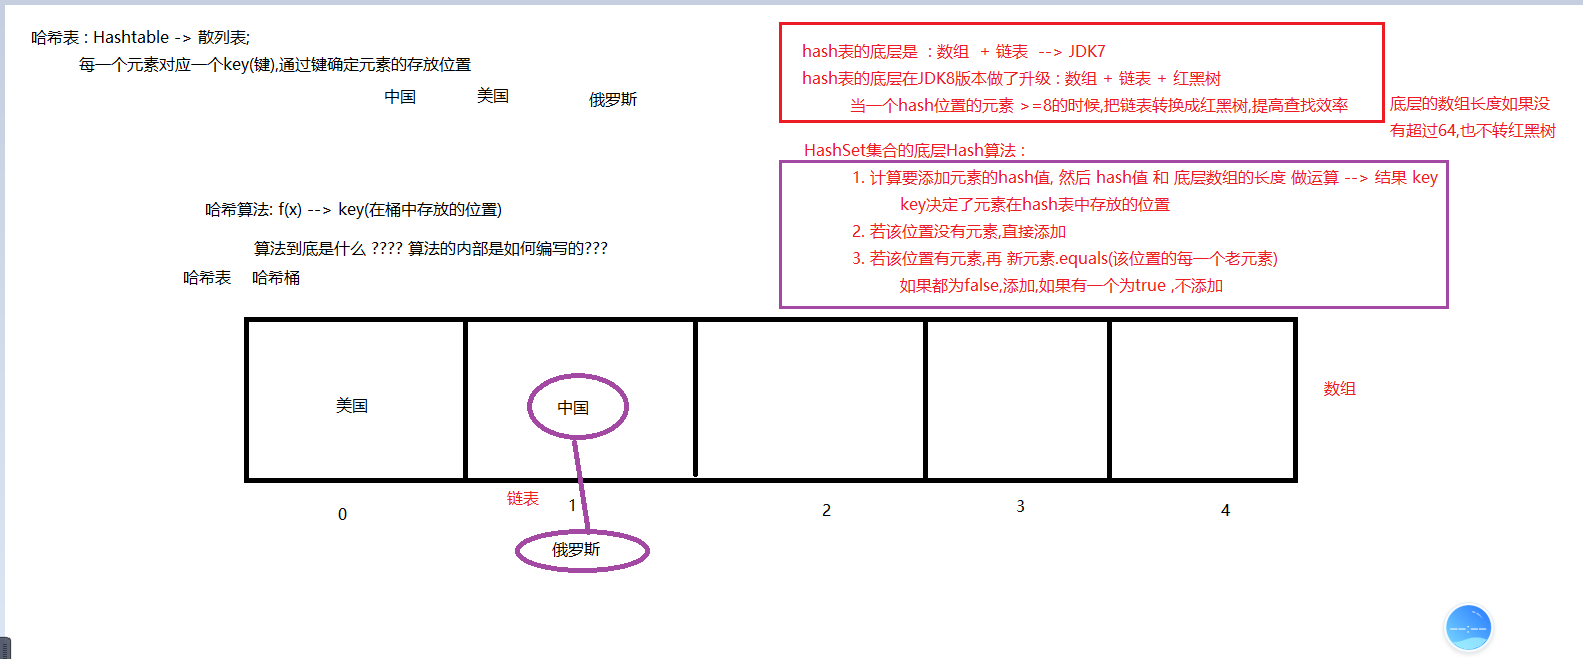 哈希表 : Hashtable -> 散列表;
每一个元素对应一个key(键),通过键确定元素的存放位置
中国 美国 俄罗斯
hash表的底层是 : 数组 + 链表 --> JDK7
hash表的底层在JDK8版本做了升级 : 数组 + 链表 + 红黑树
当一个hash位置的元素 >=8的时候,把链表转换成红黑树,提高查找效率
底层的数组长度如果没
有超过64,也不转红黑树
HashSet集合的底层Hash算法 :
1. 计算要添加元素的hash值, 然后 hash值 和 底层数组的长度 做运算 --> 结果 key
key决定了元素在hash表中存放的位置
2. 若该位置没有元素,直接添加
3. 若该位置有元素,再 新元素.equals(该位置的每一个老元素)
如果都为false,添加,如果有一个为true ,不添加
哈希算法: f(x) --> key(在桶中存放的位置)
算法到底是什么 ???? 算法的内部是如何编写的???
哈希表 哈希桶
美国 中国
数组
链表
0 1 2 3 4
俄罗斯